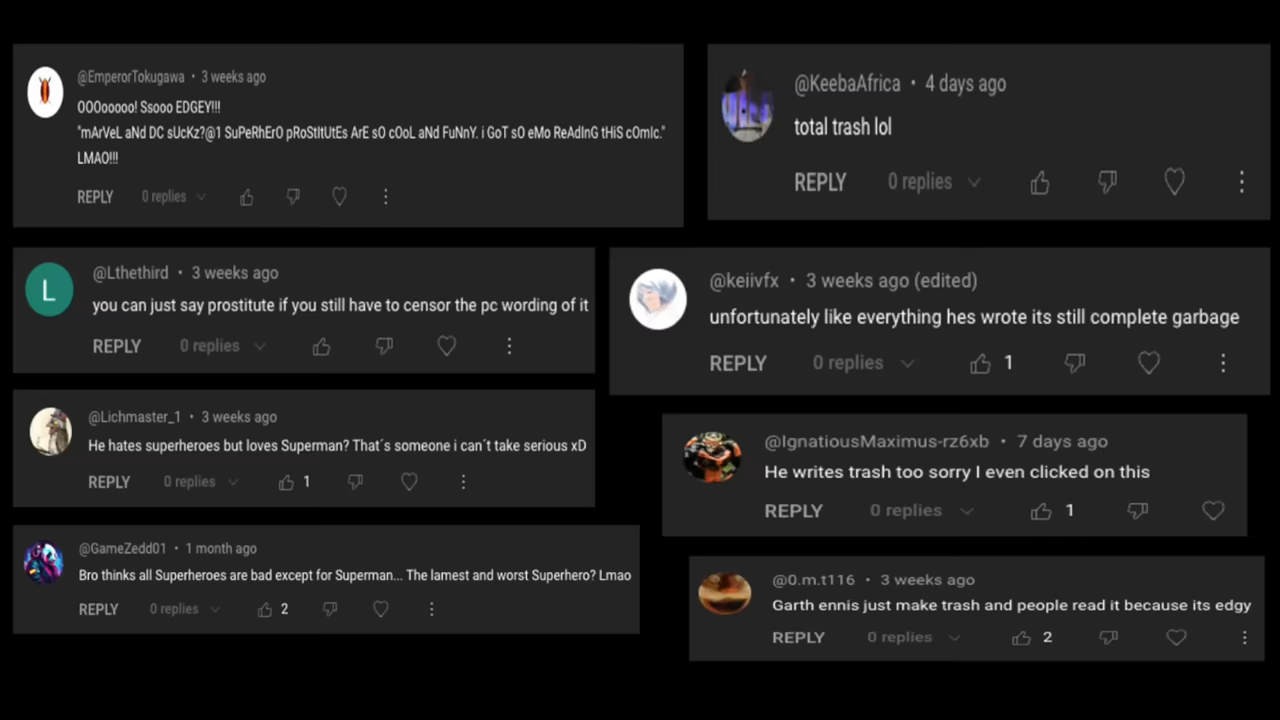 @EmperorTokugawa • 3 weeks ago
OOOooooo! Ssooo EDGEY!!!
"mArVeL aNd DC sUcKz?@1 SuPeRhErO pRoStItUtEs ArE sO cOoL aNd FuNnY. i GoT sO eMo ReAdInG tHiS cOmIc."
LMAO!!!
REPLY 0 replies
@KeebaAfrica • 4 days ago
total trash lol
REPLY 0 replies
L
@Lthethird • 3 weeks ago
you can just say prostitute if you still have to censor the pc wording of it
REPLY 0 replies
@keiivfx • 3 weeks ago (edited)
unfortunately like everything hes wrote its still complete garbage
REPLY 0 replies 1
@Lichmaster_1 • 3 weeks ago
He hates superheroes but loves Superman? That´s someone i can´t take serious xD
REPLY 0 replies 1
@IgnatiousMaximus-rz6xb • 7 days ago
He writes trash too sorry I even clicked on this
REPLY 0 replies 1
@GameZedd01 • 1 month ago
Bro thinks all Superheroes are bad except for Superman... The lamest and worst Superhero? Lmao
REPLY 0 replies 2
@0.m.t116 • 3 weeks ago
Garth ennis just make trash and people read it because its edgy
REPLY 0 replies 2